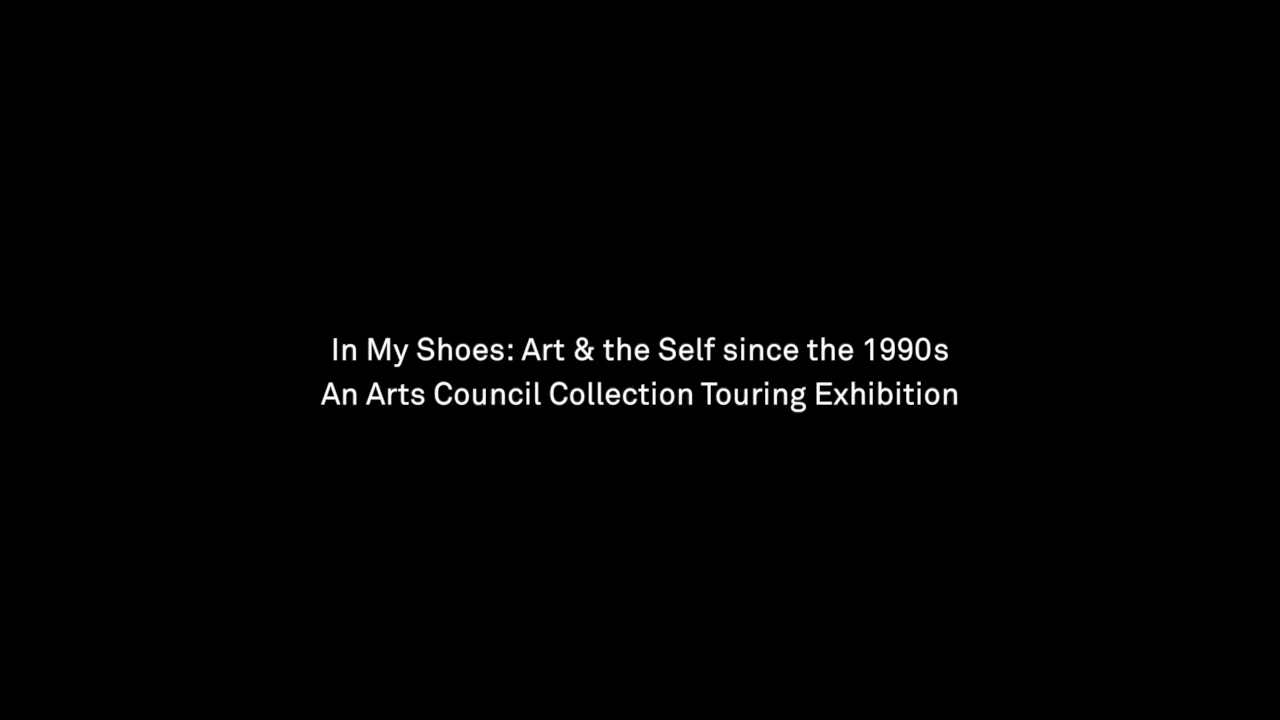 In My Shoes: Art & the Self since the 1990s
An Arts Council Collection Touring Exhibition